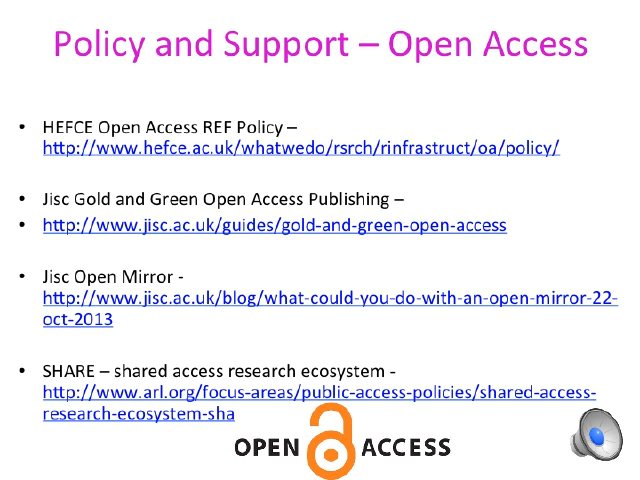 Policy and Support – Open Access
• HEFCE Open Access REF Policy –
http://www.hefce.ac.uk/whatwedo/rsrch/rinfrastruct/oa/policy/
• Jisc Gold and Green Open Access Publishing –
• http://www.jisc.ac.uk/guides/gold-and-green-open-access
• Jisc Open Mirror -
http://www.jisc.ac.uk/blog/what-could-you-do-with-an-open-mirror-22-
oct-2013
• SHARE – shared access research ecosystem -
http://www.arl.org/focus-areas/public-access-policies/shared-access-
research-ecosystem-sha
OPEN ACCESS